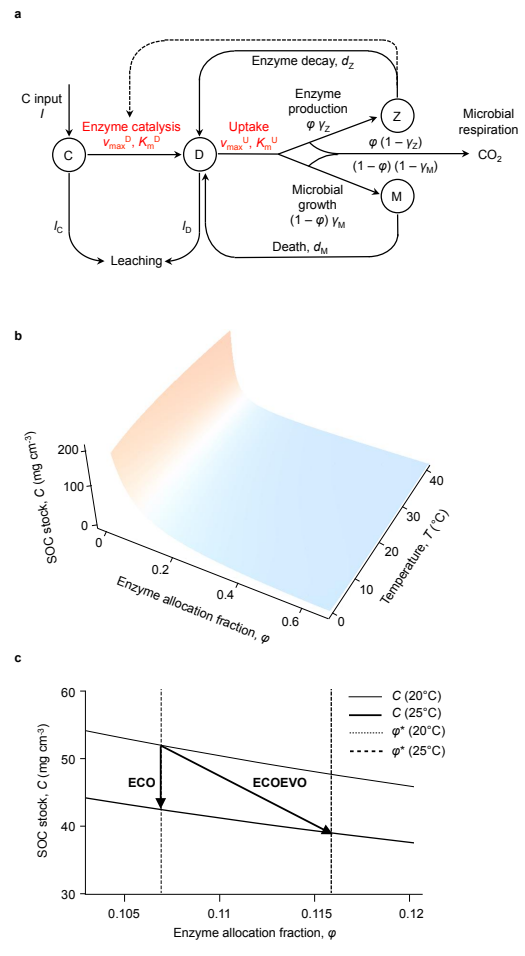 a
Enzyme decay, dZ
C input
I
Enzyme
production
φ γZ
Z
Microbial
respiration
Enzyme catalysis
vmaxᴰ, Kmᴰ
Uptake
vmaxᵁ, Kmᵁ
φ (1 − γZ)
C
D
CO₂
(1 − φ) (1 − γM)
Microbial
growth
(1 − φ) γM
M
lC
lD
Death, dM
Leaching
b
SOC stock, C (mg cm⁻³)
200
100
0
0
0.2
0.4
0.6
Enzyme allocation fraction, φ
0
10
20
30
40
Temperature, T (°C)
c
SOC stock, C (mg cm⁻³)
60
50
40
30
C (20°C)
C (25°C)
φ* (20°C)
φ* (25°C)
ECO
ECOEVO
0.105
0.11
0.115
0.12
Enzyme allocation fraction, φ